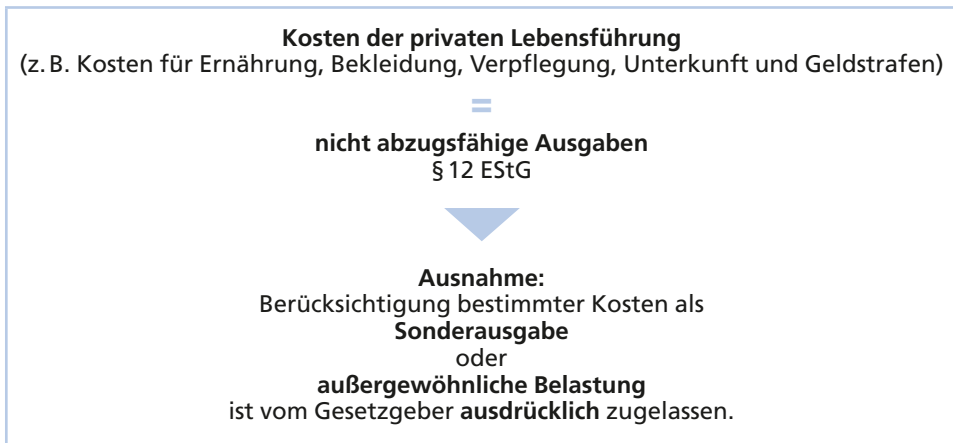 Kosten der privaten Lebensführung
(z. B. Kosten für Ernährung, Bekleidung, Verpflegung, Unterkunft und Geldstrafen)
=
nicht abzugsfähige Ausgaben
§ 12 EStG
Ausnahme:
Berücksichtigung bestimmter Kosten als
Sonderausgabe
oder
außergewöhnliche Belastung
ist vom Gesetzgeber ausdrücklich zugelassen.